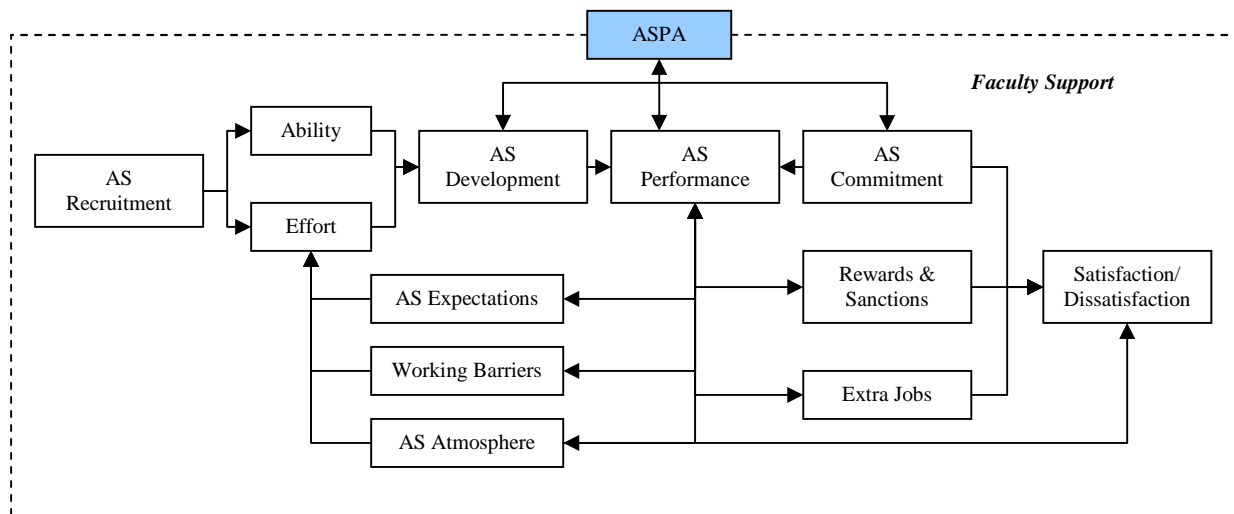 ASPA
Faculty Support
Ability
AS
Recruitment
Effort
AS
Development
AS
Performance
AS
Commitment
AS Expectations
Working Barriers
AS Atmosphere
Rewards &
Sanctions
Extra Jobs
Satisfaction/
Dissatisfaction